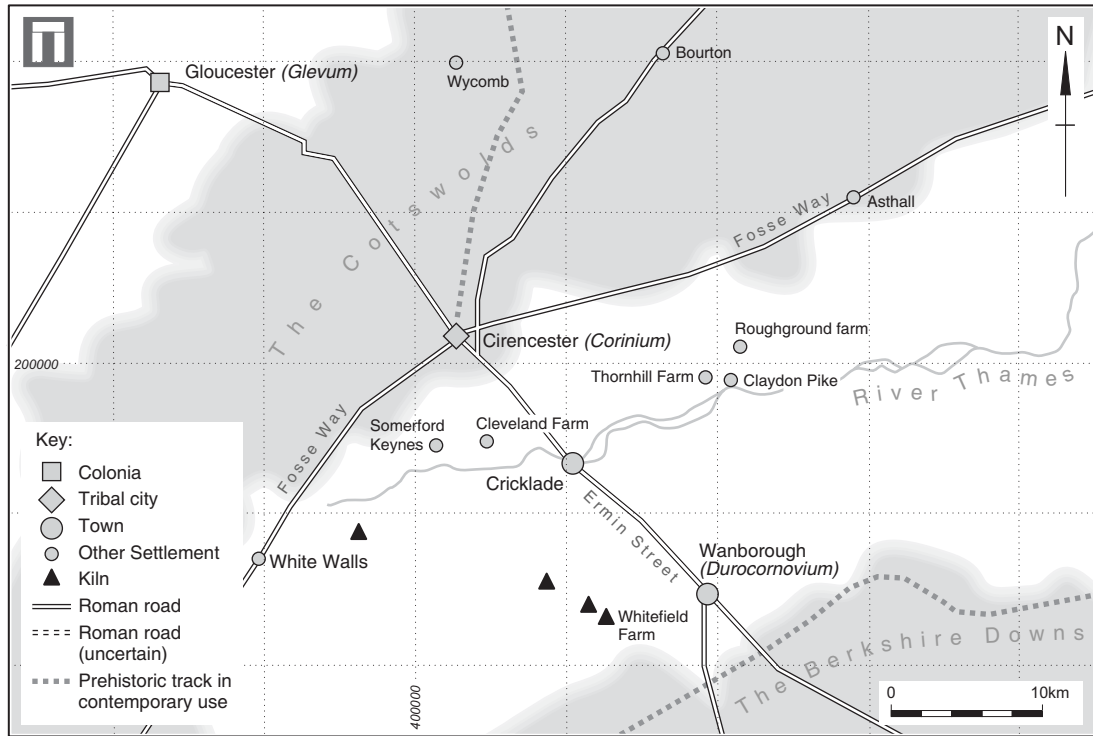 Gloucester (Glevum)
Wycomb
Bourton
N
The Cotswolds
Fosse Way
Asthall
Cirencester (Corinium)
Roughground farm
200000
Thornhill Farm
Claydon Pike
River Thames
Fosse Way
Somerford
Keynes
Cleveland Farm
Cricklade
Ermin Street
White Walls
Wanborough
(Durocornovium)
Whitefield
Farm
The Berkshire Downs
400000
0 10km
Key:
Colonia
Tribal city
Town
Other Settlement
Kiln
Roman road
Roman road
(uncertain)
Prehistoric track in
contemporary use